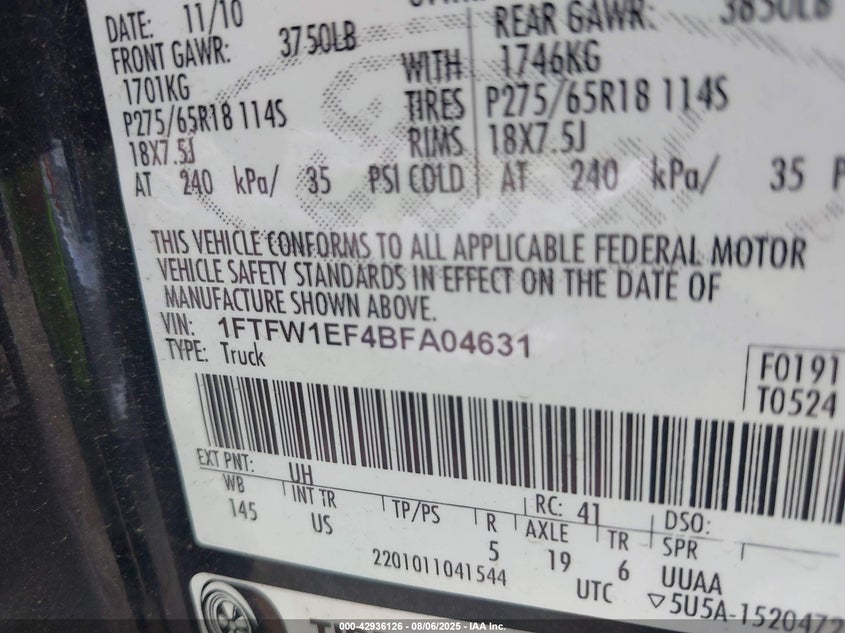 DATE: 11/10
FRONT GAWR: 3750LB REAR GAWR: 3850LB
1701KG WITH 1746KG
P275/65R18 114S TIRES P275/65R18 114S
18X7.5J RIMS 18X7.5J
AT 240 kPa/ 35 PSI COLD AT 240 kPa/ 35 P
THIS VEHICLE CONFORMS TO ALL APPLICABLE FEDERAL MOTOR
VEHICLE SAFETY STANDARDS IN EFFECT ON THE DATE OF
MANUFACTURE SHOWN ABOVE.
VIN: 1FTFW1EF4BFA04631
TYPE: Truck
F0191
T0524
EXT PNT: UH RC: 41 DSO:
WB INT TR TP/PS R AXLE TR SPR
145 US 5 19 6 UUAA
2201011041544 UTC ▽5U5A-1520472
000-42936126 - 08/06/2025 - IAA Inc.